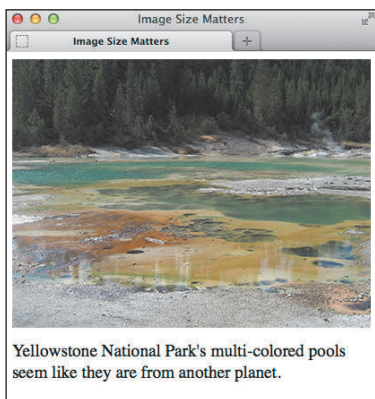 Image Size Matters
Image Size Matters
Yellowstone National Park's multi-colored pools
seem like they are from another planet.